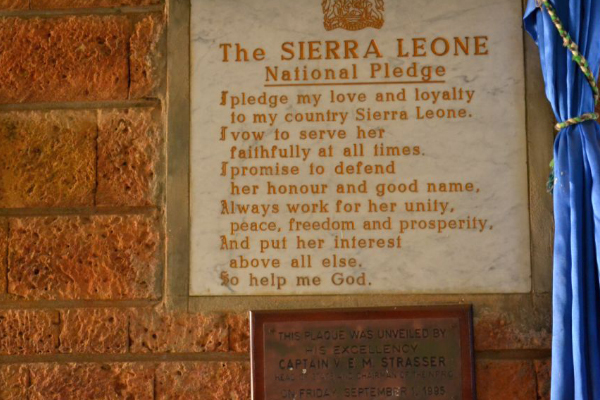 The SIERRA LEONE
National Pledge
I pledge my love and loyalty
to my country Sierra Leone.
I vow to serve her
faithfully at all times.
I promise to defend
her honour and good name,
Always work for her unity,
peace, freedom and prosperity,
And put her interest
above all else.
So help me God.
THIS PLAQUE WAS UNVEILED BY
HIS EXCELLENCY
CAPTAIN V. E. M. STRASSER
ON FRIDAY SEPTEMBER 1, 1995